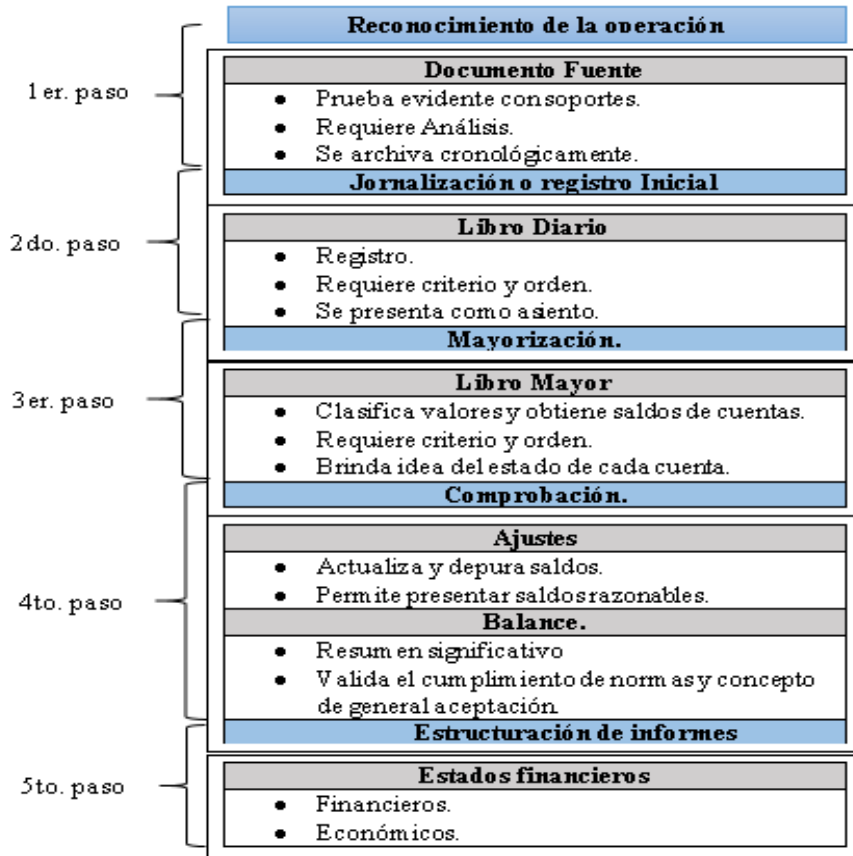 Reconocimiento de la operación
1er. paso
Documento Fuente
● Prueba evidente con soportes.
● Requiere Análisis.
● Se archiva cronológicamente.
Jornalización o registro Inicial
2do. paso
Libro Diario
● Registro.
● Requiere criterio y orden.
● Se presenta como asiento.
Mayorización.
3er. paso
Libro Mayor
● Clasifica valores y obtiene saldos de cuentas.
● Requiere criterio y orden.
● Brinda idea del estado de cada cuenta.
Comprobación.
4to. paso
Ajustes
● Actualiza y depura saldos.
● Permite presentar saldos razonables.
Balance.
● Resumen significativo
● Valida el cumplimiento de normas y concepto
de general aceptación.
Estructuración de informes
5to. paso
Estados financieros
● Financieros.
● Económicos.